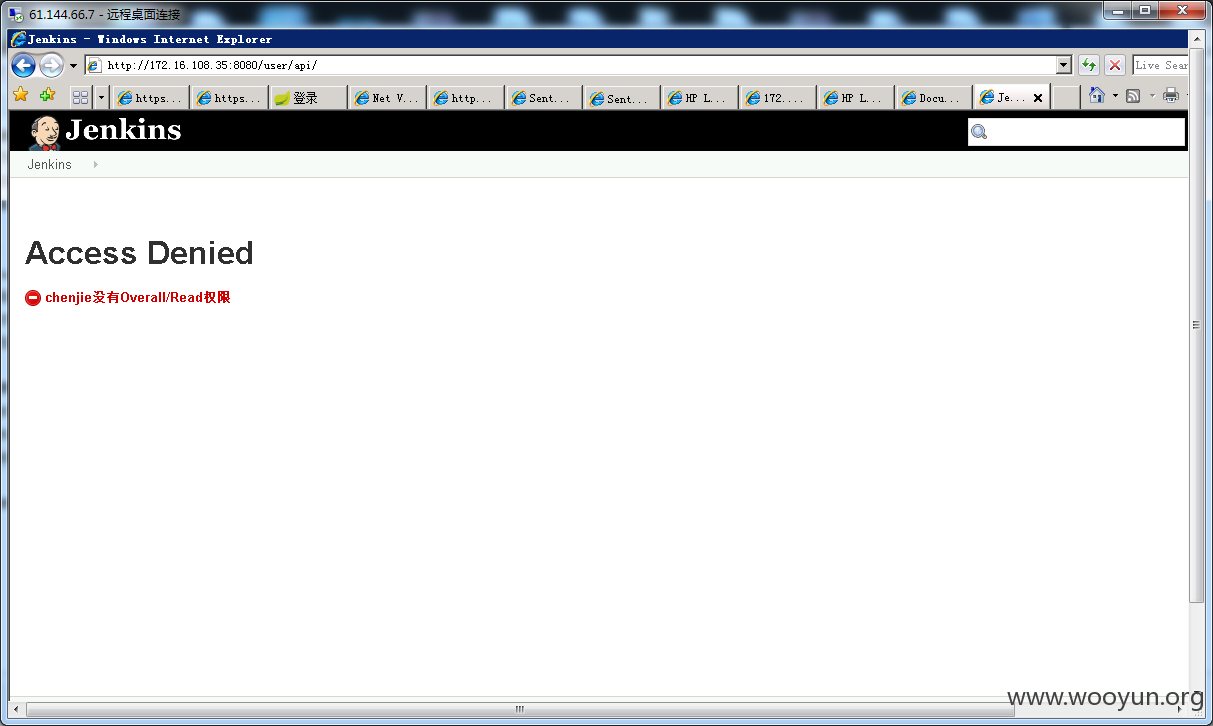 61.144.66.7 - 远程桌面连接
Jenkins - Windows Internet Explorer
http://172.16.108.35:8080/user/api/
Live Sear
https...
https...
登录
Net V...
http...
Sent...
Sent...
HP L...
172....
HP L...
Docu...
Je...
Jenkins
Jenkins
Access Denied
chenjie没有Overall/Read权限
www.wooyun.org